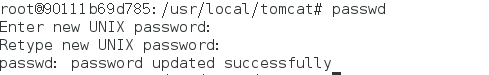 root@90111b69d785:/usr/local/tomcat# passwd
Enter new UNIX password:
Retype new UNIX password:
passwd: password updated successfully